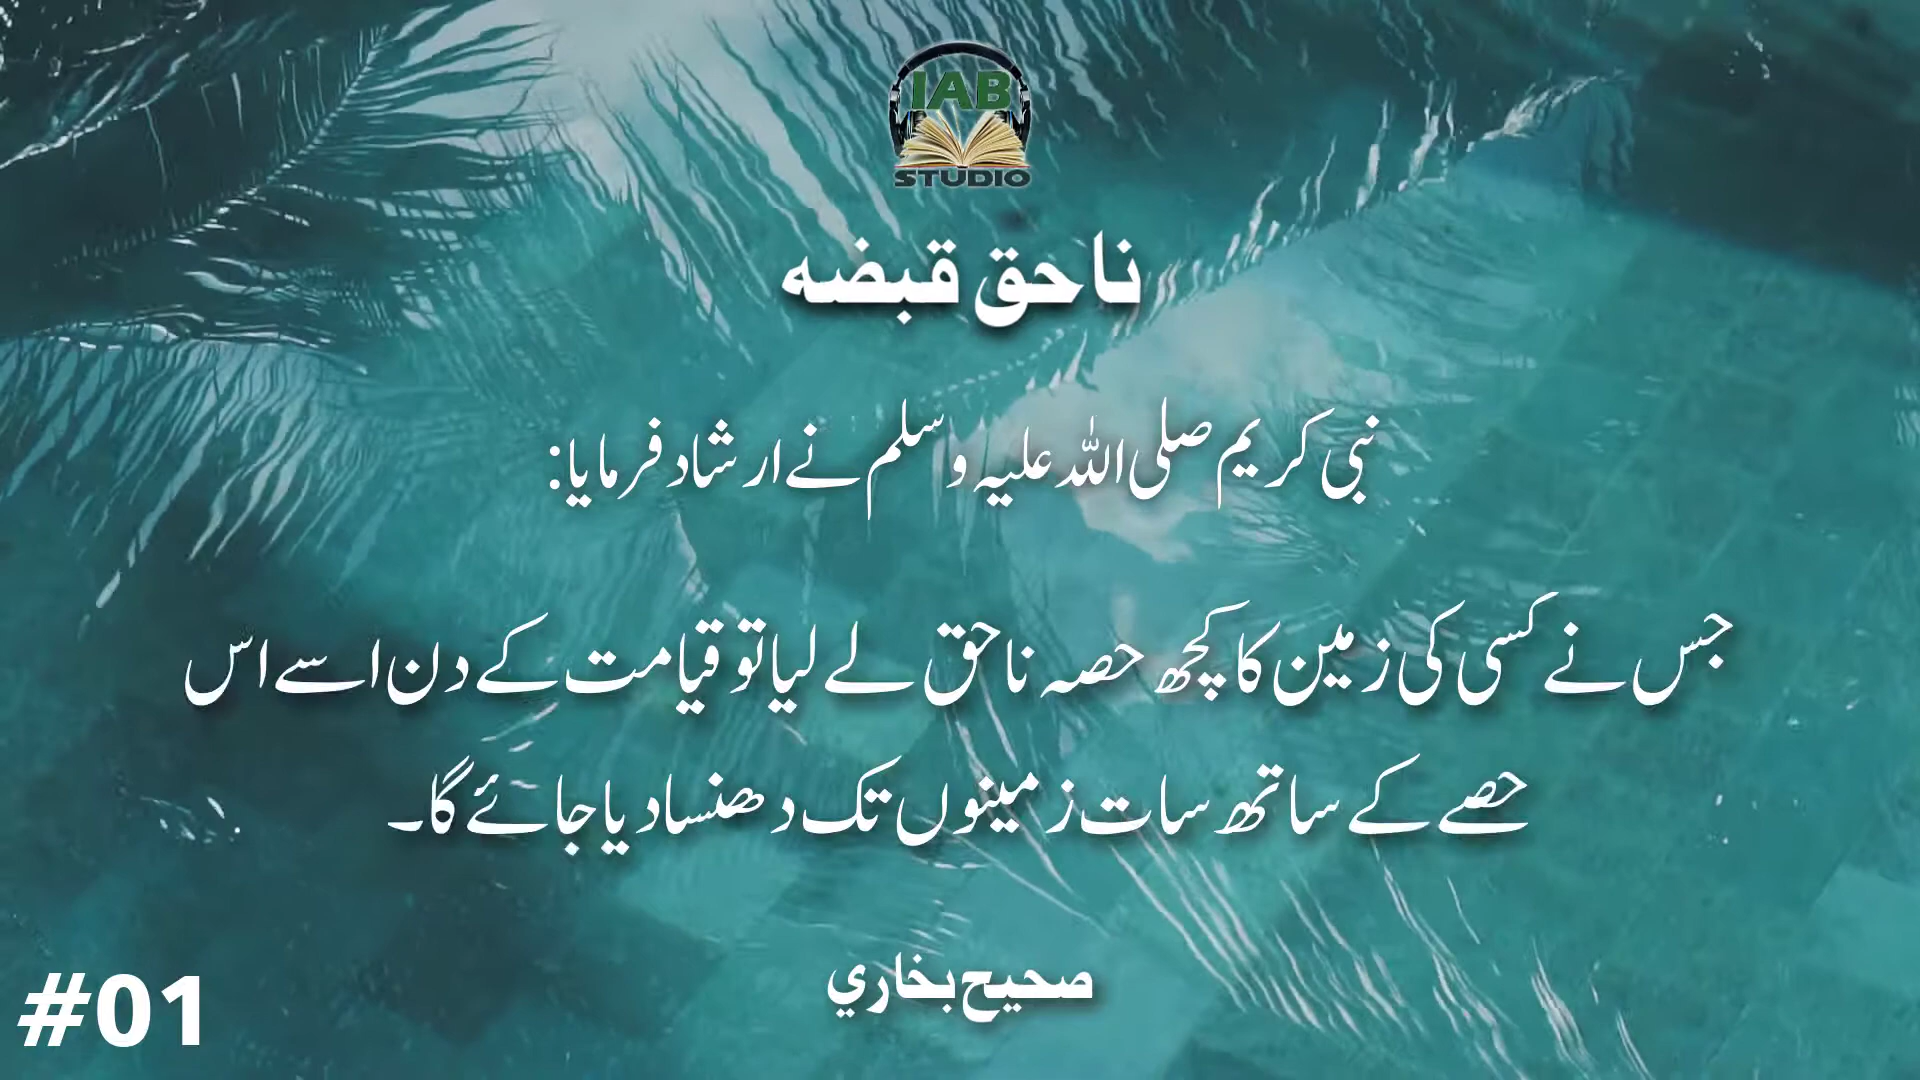 IAB
STUDIO
ناحق قبضہ
نبی کریم صلی اللہ علیہ وسلم نے ارشاد فرمایا:
جس نے کسی کی زمین کا کچھ حصہ ناحق لے لیا تو قیامت کے دن اسے اس
حصے کے ساتھ سات زمینوں تک دھنسا دیا جائے گا۔
صحیح بخاري
#01